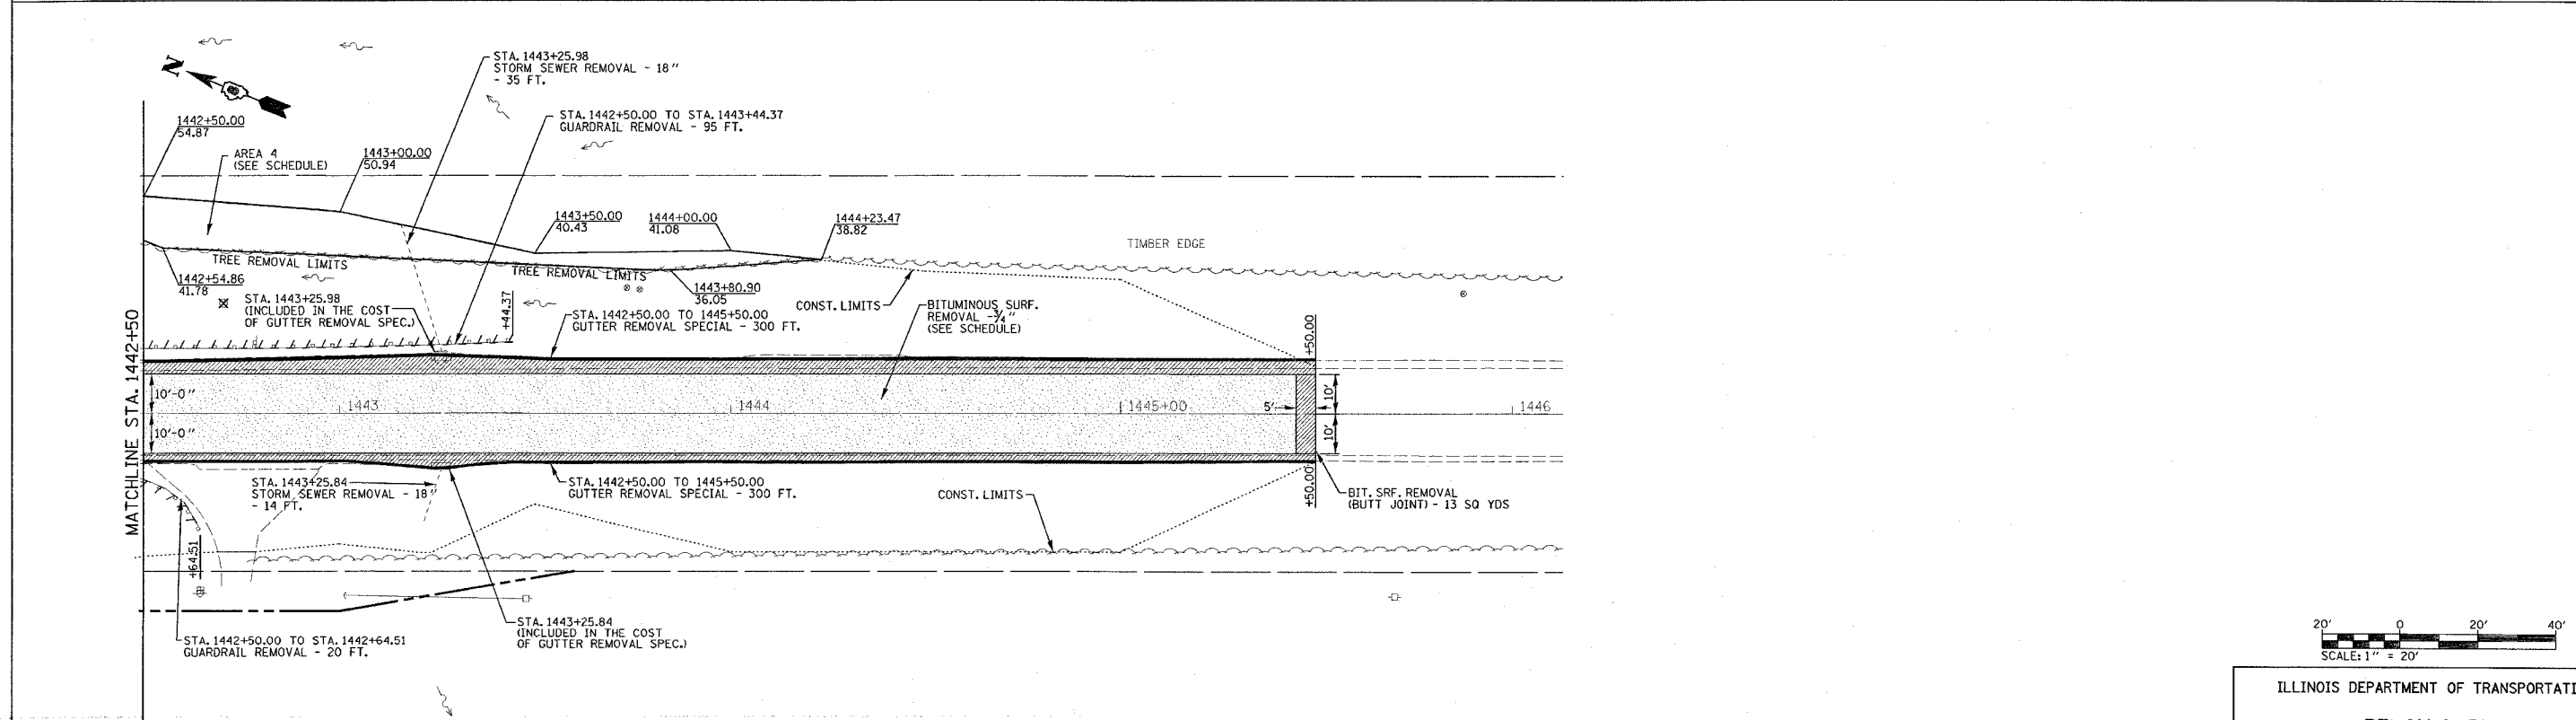 N
STA. 1443+25.98
STORM SEWER REMOVAL - 18"
- 35 FT.
STA. 1442+50.00 TO STA. 1443+44.37
GUARDRAIL REMOVAL - 95 FT.
1442+50.00
54.87
AREA 4
(SEE SCHEDULE)
1443+00.00
50.94
1443+50.00
40.43
1444+00.00
41.08
1444+23.47
38.82
TIMBER EDGE
TREE REMOVAL LIMITS
TREE REMOVAL LIMITS
1442+54.86
41.78
1443+80.90
36.05
STA. 1443+25.98
(INCLUDED IN THE COST
OF GUTTER REMOVAL SPEC.)
+44.37
CONST. LIMITS
BITUMINOUS SURF.
REMOVAL - 3/4"
(SEE SCHEDULE)
STA. 1442+50.00 TO 1445+50.00
GUTTER REMOVAL SPECIAL - 300 FT.
+50.00
MATCHLINE STA. 1442+50
10'-0"
10'-0"
1443
1444
1445+00
5'
10'
10'
1446
STA. 1443+25.84
STORM SEWER REMOVAL - 18"
- 14 FT.
STA. 1442+50.00 TO 1445+50.00
GUTTER REMOVAL SPECIAL - 300 FT.
CONST. LIMITS
+50.00
BIT. SRF. REMOVAL
(BUTT JOINT) - 13 SQ YDS
+64.51
STA. 1442+50.00 TO STA. 1442+64.51
GUARDRAIL REMOVAL - 20 FT.
STA. 1443+25.84
(INCLUDED IN THE COST
OF GUTTER REMOVAL SPEC.)
20' 0 20' 40'
SCALE: 1" = 20'
ILLINOIS DEPARTMENT OF TRANSPORTATI